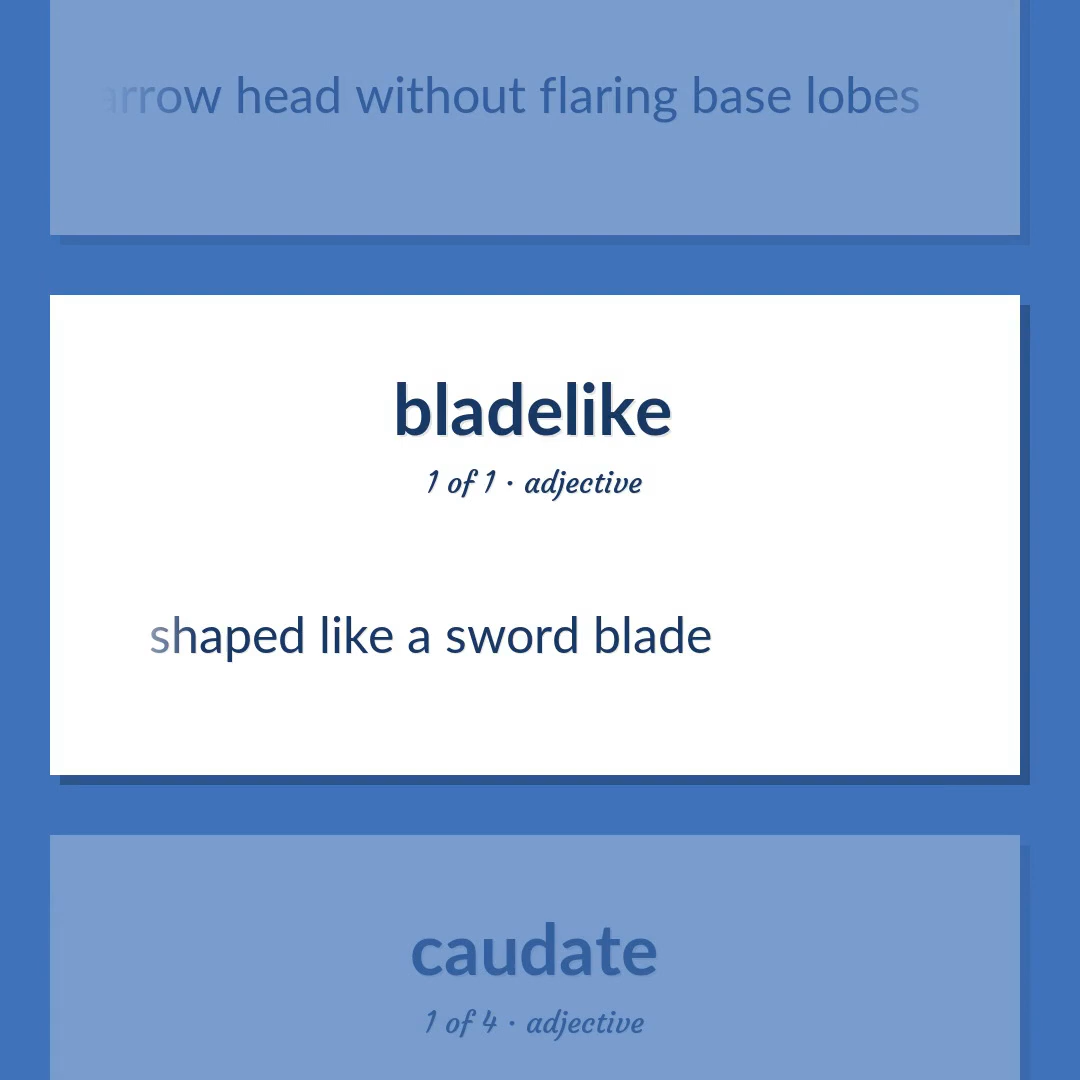 arrow head without flaring base lobes
bladelike
1 of 1 · adjective
shaped like a sword blade
caudate
1 of 4 · adjective